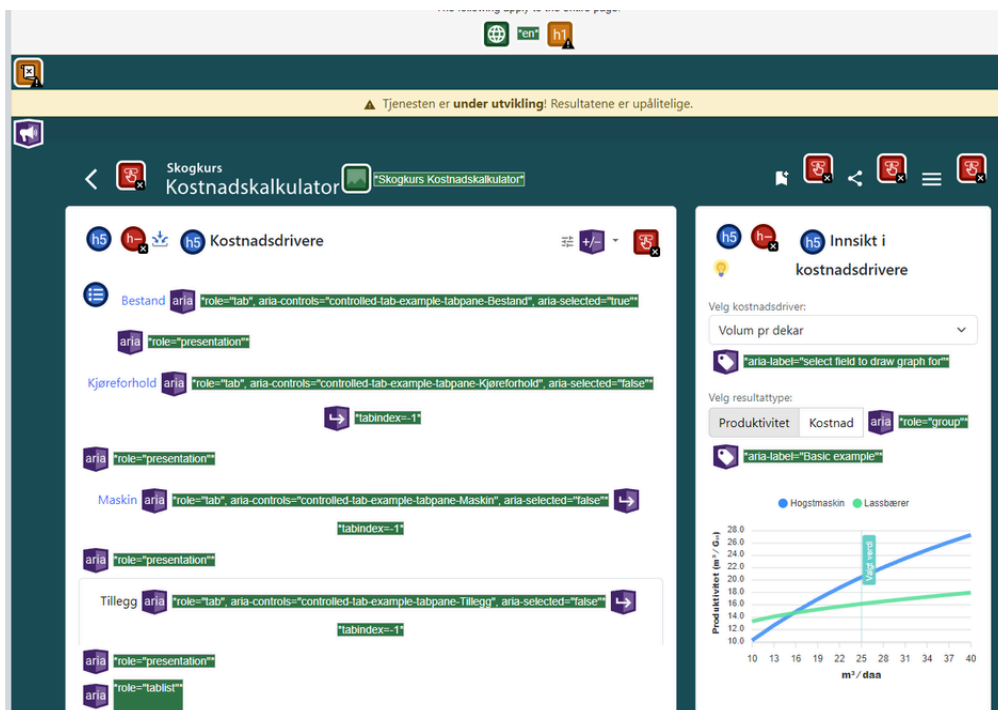 The following apply to the entire page:
*en* h1
⚠ Tjenesten er under utvikling! Resultatene er upålitelige.
Skogkurs
Kostnadskalkulator *Skogkurs Kostnadskalkulator*
h5 h- h5 Kostnadsdrivere +/-
Bestand aria *role="tab", aria-controls="controlled-tab-example-tabpane-Bestand", aria-selected="true"*
aria *role="presentation"*
Kjøreforhold aria *role="tab", aria-controls="controlled-tab-example-tabpane-Kjøreforhold", aria-selected="false"*
*tabindex=-1*
aria *role="presentation"*
Maskin aria *role="tab", aria-controls="controlled-tab-example-tabpane-Maskin", aria-selected="false"*
*tabindex=-1*
aria *role="presentation"*
Tillegg aria *role="tab", aria-controls="controlled-tab-example-tabpane-Tillegg", aria-selected="false"*
*tabindex=-1*
aria *role="presentation"*
aria *role="tablist"*
h5 h- h5 Innsikt i
kostnadsdrivere
Velg kostnadsdriver:
Volum pr dekar
*aria-label="select field to draw graph for"*
Velg resultattype:
Produktivitet Kostnad aria *role="group"*
*aria-label="Basic example"*
Hogstmaskin Lassbærer
Produktivitet (m³/G₁₅)
28.0
26.0
24.0
22.0
20.0
18.0
16.0
14.0
12.0
10.0
Valgt verdi
10 13 16 19 22 25 28 31 34 37 40
m³/daa